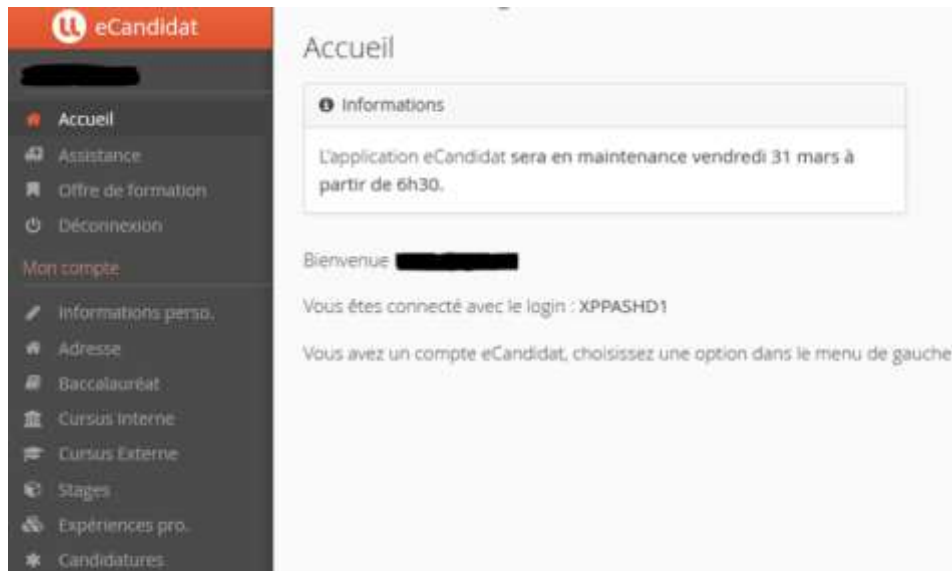 eCandidat
Accueil
Assistance
Offre de formation
Déconnexion
Mon compte
Informations perso.
Adresse
Baccalauréat
Cursus Interne
Cursus Externe
Stages
Expériences pro.
Candidatures
Accueil
Informations
L'application eCandidat sera en maintenance vendredi 31 mars à
partir de 6h30.
Bienvenue
Vous êtes connecté avec le login : XPPASHD1
Vous avez un compte eCandidat, choisissez une option dans le menu de gauche